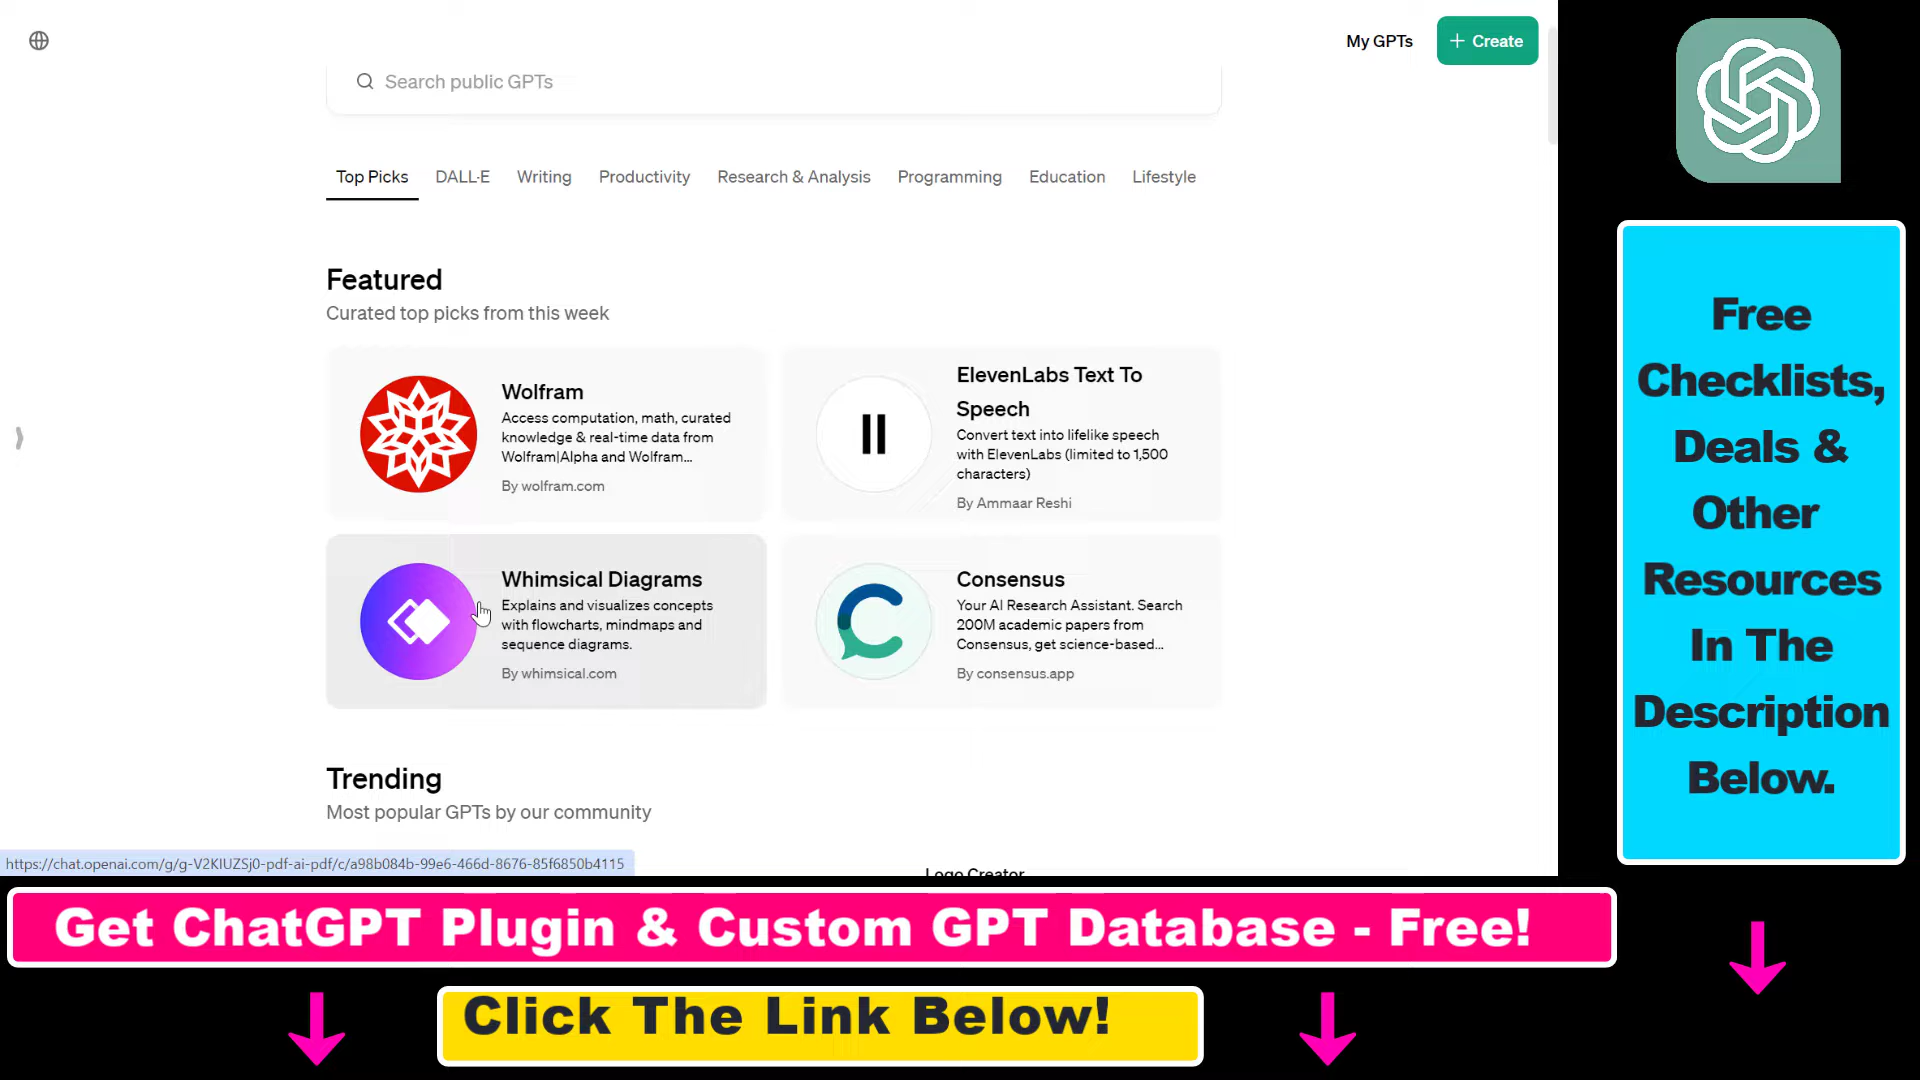 My GPTs
+ Create
Search public GPTs
Top Picks DALL·E Writing Productivity Research & Analysis Programming Education Lifestyle
Featured
Curated top picks from this week
Wolfram
Access computation, math, curated
knowledge & real-time data from
Wolfram|Alpha and Wolfram...
By wolfram.com
ElevenLabs Text To
Speech
Convert text into lifelike speech
with ElevenLabs (limited to 1,500
characters)
By Ammaar Reshi
Whimsical Diagrams
Explains and visualizes concepts
with flowcharts, mindmaps and
sequence diagrams.
By whimsical.com
Consensus
Your AI Research Assistant. Search
200M academic papers from
Consensus, get science-based...
By consensus.app
Trending
Most popular GPTs by our community
Logo Creator
https://chat.openai.com/g/g-V2KIUZSj0-pdf-ai-pdf/c/a98b084b-99e6-466d-8676-85f6850b4115
Free
Checklists,
Deals &
Other
Resources
In The
Description
Below.
Get ChatGPT Plugin & Custom GPT Database - Free!
Click The Link Below!